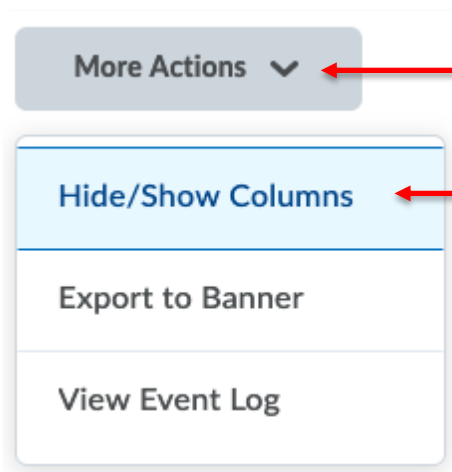 More Actions
Hide/Show Columns
Export to Banner
View Event Log